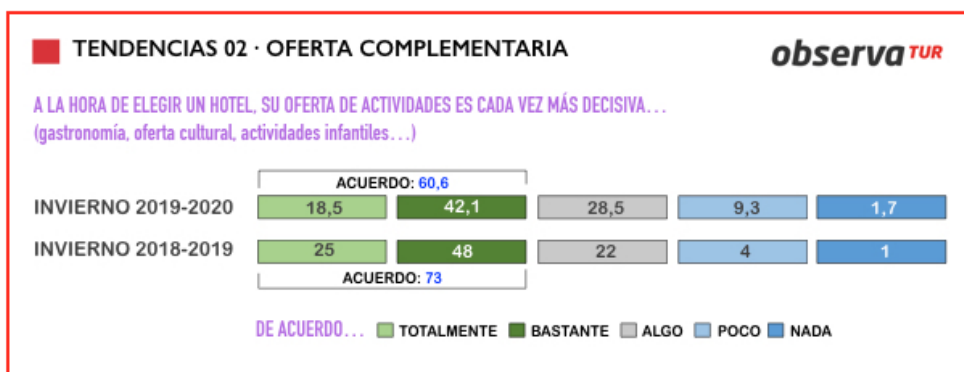 TENDENCIAS 02 · OFERTA COMPLEMENTARIA
observaTUR
A LA HORA DE ELEGIR UN HOTEL, SU OFERTA DE ACTIVIDADES ES CADA VEZ MÁS DECISIVA...
(gastronomía, oferta cultural, actividades infantiles...)
ACUERDO: 60,6
INVIERNO 2019-2020 18,5 42,1 28,5 9,3 1,7
INVIERNO 2018-2019 25 48 22 4 1
ACUERDO: 73
DE ACUERDO... TOTALMENTE BASTANTE ALGO POCO NADA